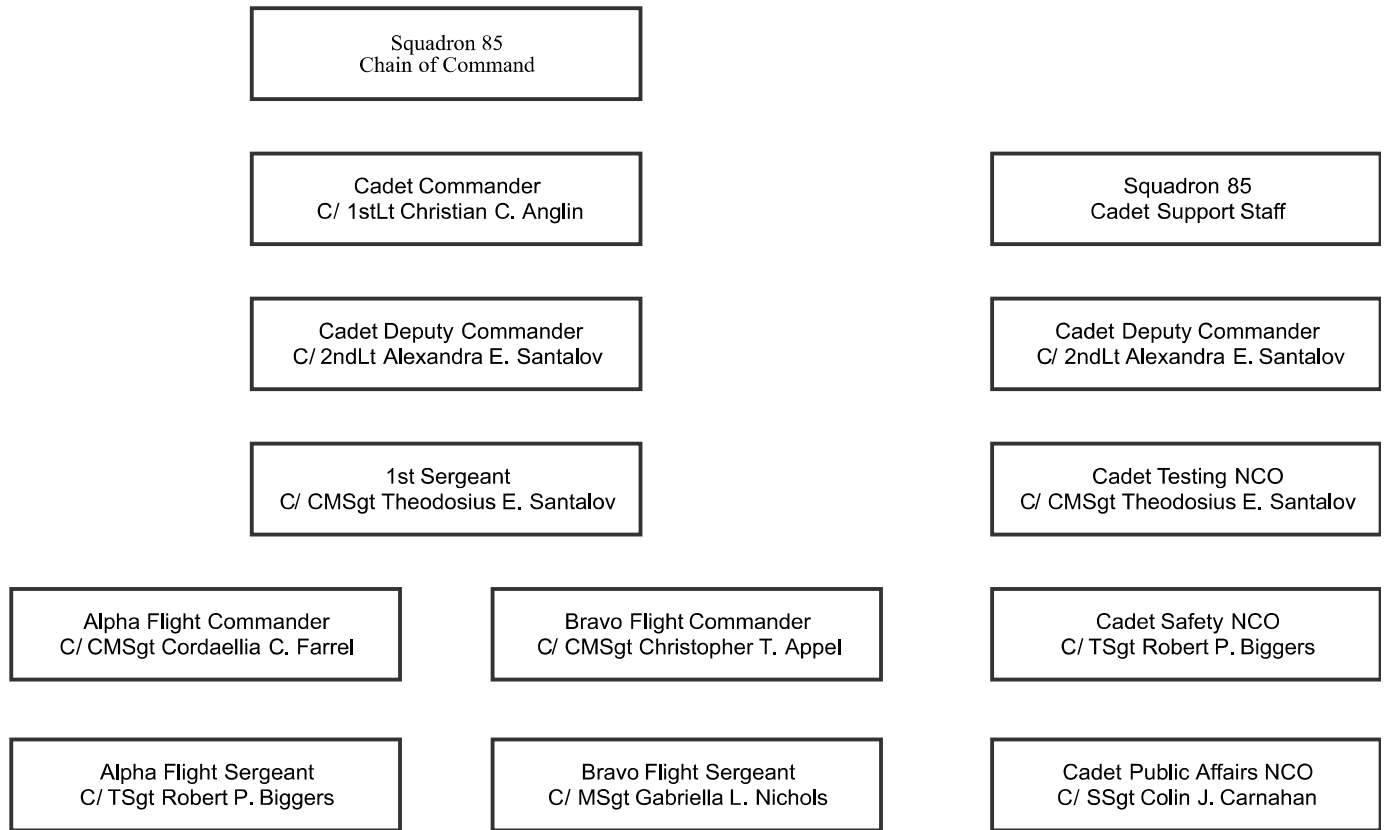 Squadron 85
Chain of Command
Cadet Commander
C/ 1stLt Christian C. Anglin
Squadron 85
Cadet Support Staff
Cadet Deputy Commander
C/ 2ndLt Alexandra E. Santalov
Cadet Deputy Commander
C/ 2ndLt Alexandra E. Santalov
1st Sergeant
C/ CMSgt Theodosius E. Santalov
Cadet Testing NCO
C/ CMSgt Theodosius E. Santalov
Alpha Flight Commander
C/ CMSgt Cordaellia C. Farrel
Bravo Flight Commander
C/ CMSgt Christopher T. Appel
Cadet Safety NCO
C/ TSgt Robert P. Biggers
Alpha Flight Sergeant
C/ TSgt Robert P. Biggers
Bravo Flight Sergeant
C/ MSgt Gabriella L. Nichols
Cadet Public Affairs NCO
C/ SSgt Colin J. Carnahan